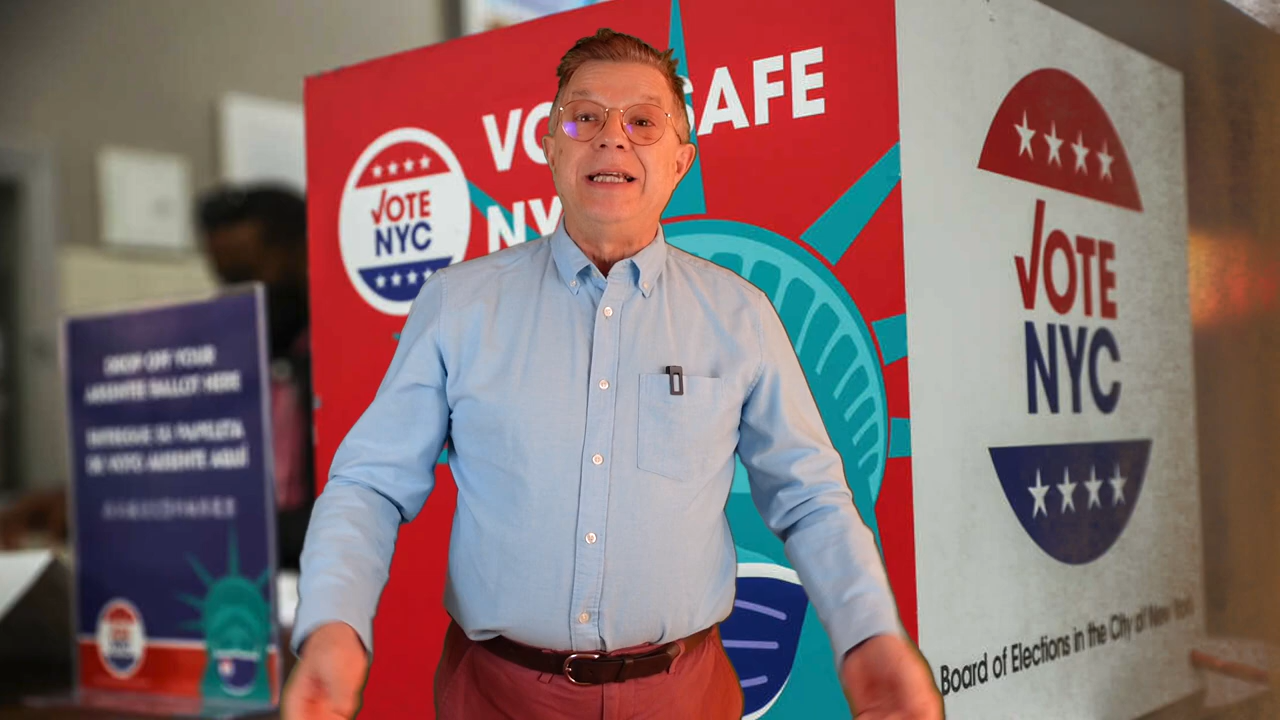 DROP OFF YOUR
ABSENTEE BALLOT HERE
ENTREGUE SU PAPELETA
DE VOTO AUSENTE AQUÍ
VOTE
NYC
VO SAFE
NY
VOTE
NYC
Board of Elections in the City of New York